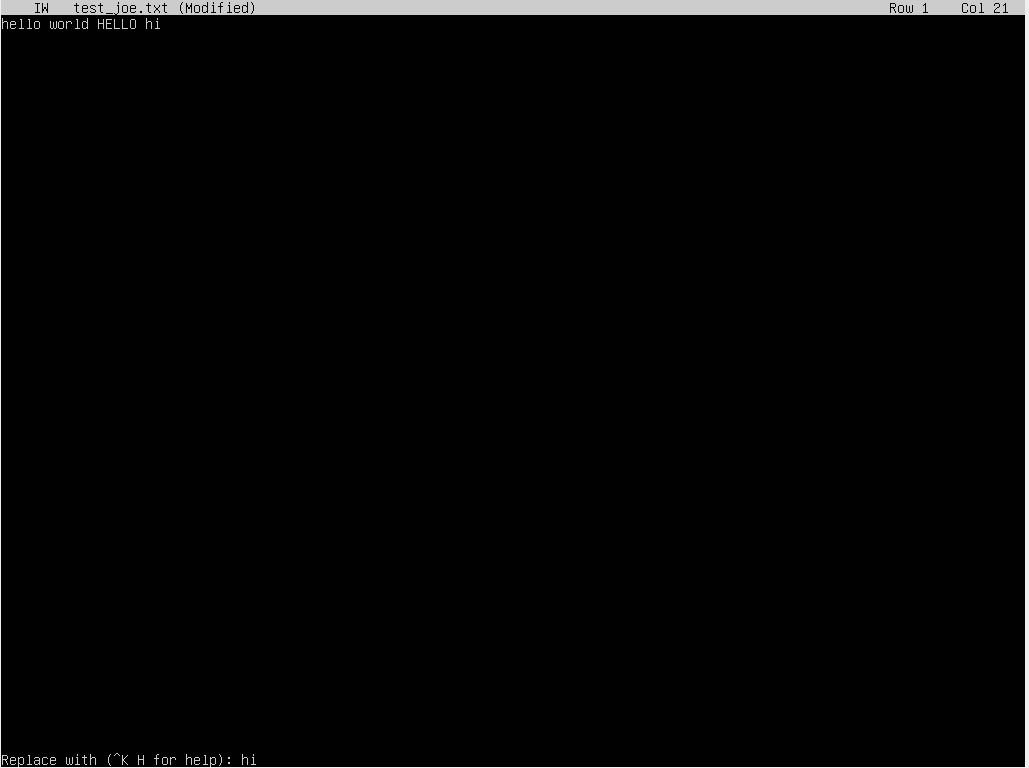 IW   test_joe.txt (Modified)   Row 1   Col 21
hello world HELLO hi
Replace with (^K H for help): hi